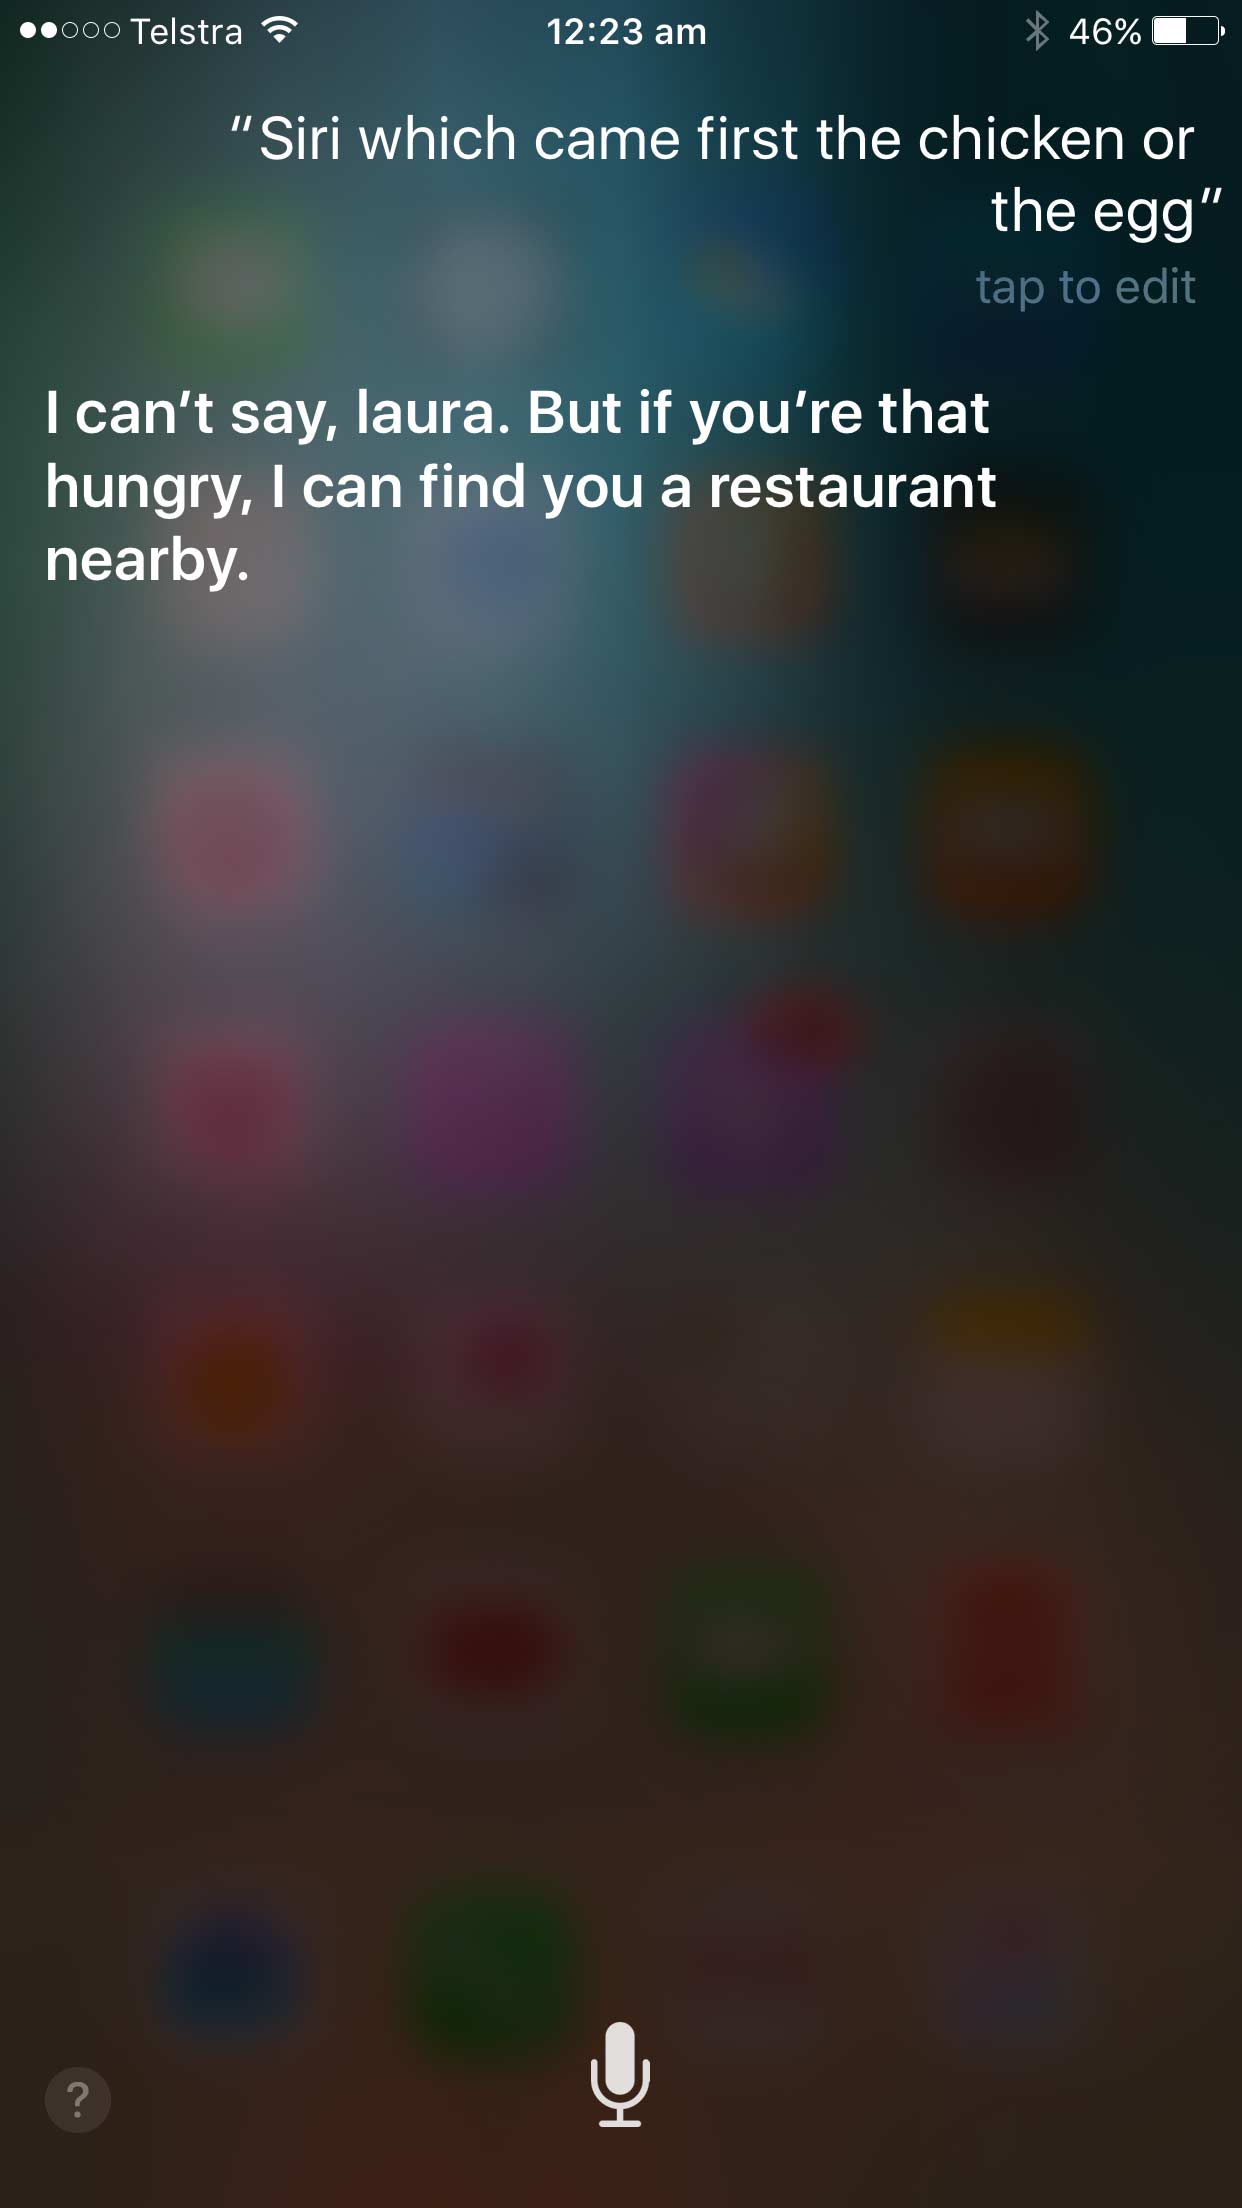 Telstra 12:23 am 46%
“Siri which came first the chicken or
the egg”
tap to edit
I can’t say, laura. But if you’re that
hungry, I can find you a restaurant
nearby.
?